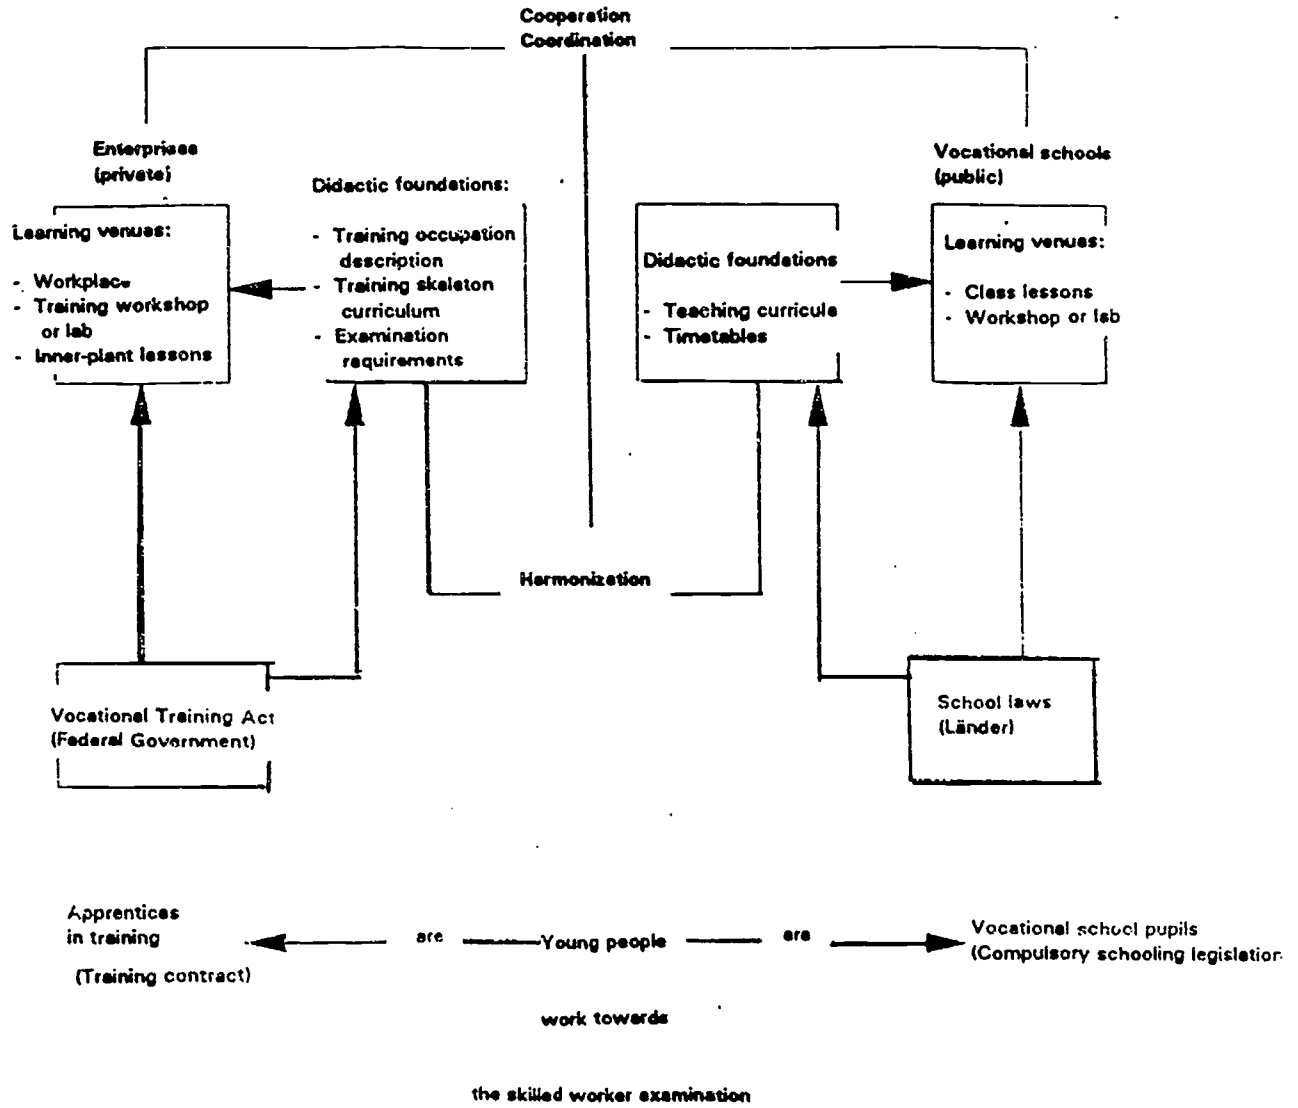 Cooperation
Coordination
Enterprises
(private)
Learning venues:
- Workplace
- Training workshop
or lab
- Inner-plant lessons
Didactic foundations:
- Training occupation
description
- Training skeleton
curriculum
- Examination
requirements
Didactic foundations
- Teaching curricula
- Timetables
Vocational schools
(public)
Learning venues:
- Class lessons
- Workshop or lab
Harmonization
Vocational Training Act
(Federal Government)
School laws
(Länder)
Apprentices
in training
(Training contract)
are
Young people
are
Vocational school pupils
(Compulsory schooling legislation
work towards
the skilled worker examination